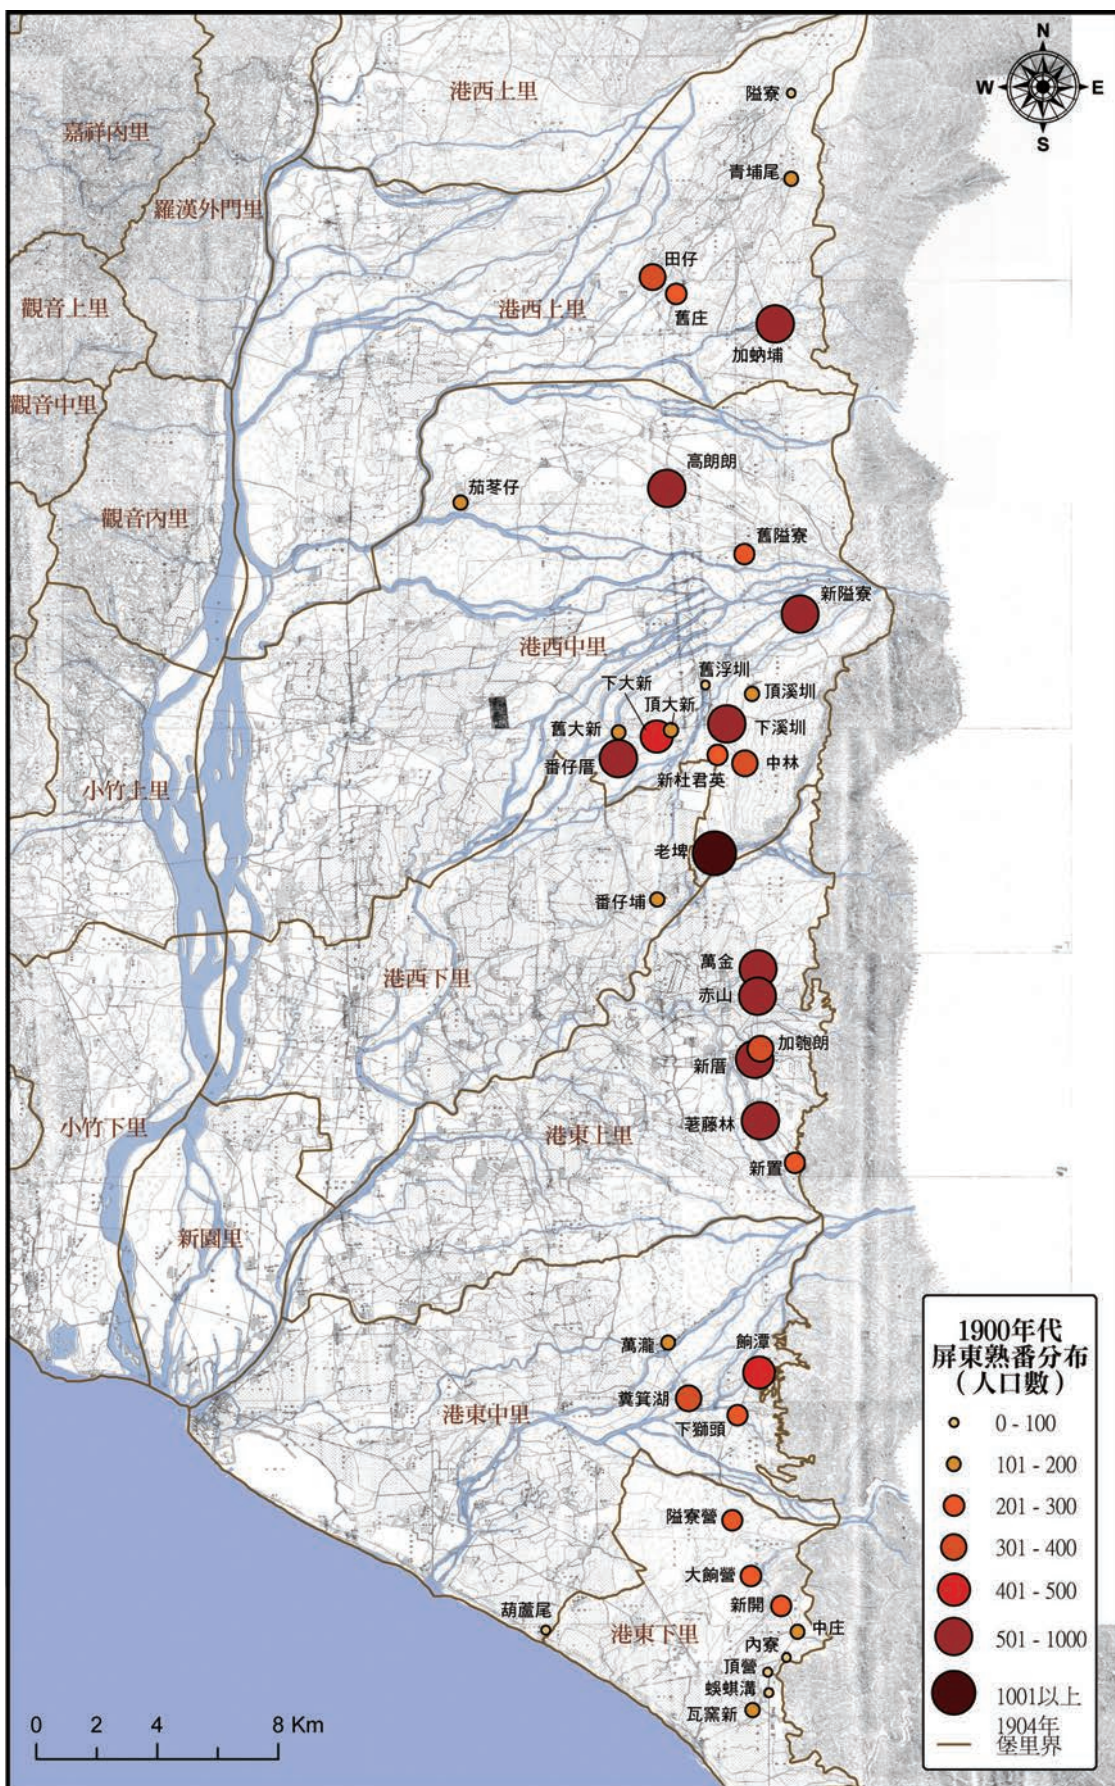 N
W
E
S
港西上里
隘寮
嘉祥內里
青埔尾
羅漢外門里
田仔
觀音上里
港西上里
舊庄
加蚋埔
觀音中里
高朗朗
茄苳仔
觀音內里
舊隘寮
新隘寮
港西中里
舊浮圳
下大新
頂溪圳
頂大新
舊大新
下溪圳
番仔厝
中林
新杜君英
小竹上里
老埤
番仔埔
萬金
港西下里
赤山
加匏朗
新厝
小竹下里
港東上里
荖藤林
新置
新園里
萬瀧
餉潭
糞箕湖
港東中里
下獅頭
隘寮營
大餉營
新開
葫蘆尾
港東下里
中庄
內寮
頂營
蜈蜞溝
瓦窯新
1900年代
屏東熟番分布
（人口數）
0 - 100
101 - 200
201 - 300
301 - 400
401 - 500
501 - 1000
1001以上
1904年
堡里界
0 2 4 8 Km